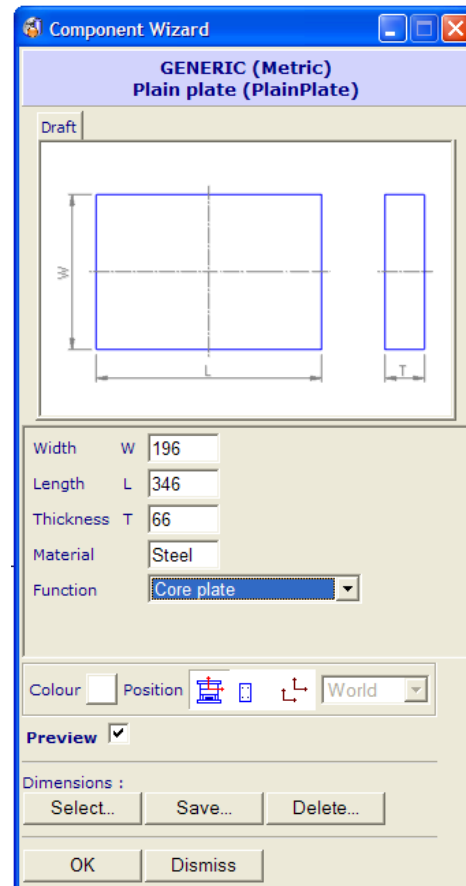 Component Wizard
GENERIC (Metric)
Plain plate (PlainPlate)
Draft
W
L
T
Width W 196
Length L 346
Thickness T 66
Material Steel
Function Core plate
Colour Position World
Preview
Dimensions :
Select... Save... Delete...
OK Dismiss